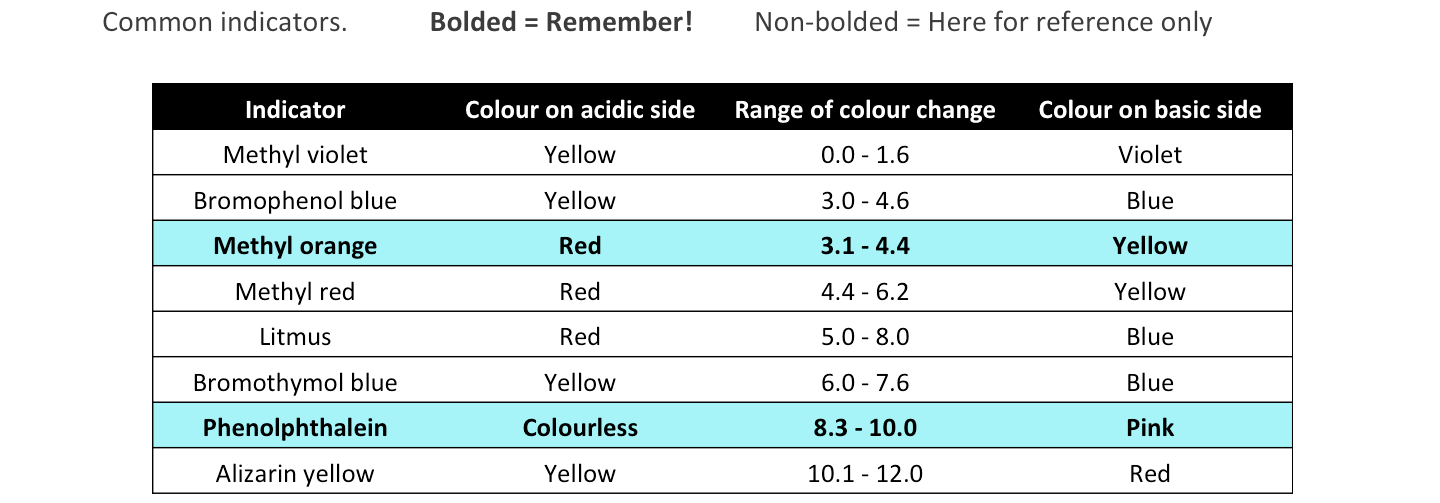 Common indicators. Bolded = Remember! Non-bolded = Here for reference only
Indicator Colour on acidic side Range of colour change Colour on basic side
Methyl violet Yellow 0.0 - 1.6 Violet
Bromophenol blue Yellow 3.0 - 4.6 Blue
Methyl orange Red 3.1 - 4.4 Yellow
Methyl red Red 4.4 - 6.2 Yellow
Litmus Red 5.0 - 8.0 Blue
Bromothymol blue Yellow 6.0 - 7.6 Blue
Phenolphthalein Colourless 8.3 - 10.0 Pink
Alizarin yellow Yellow 10.1 - 12.0 Red